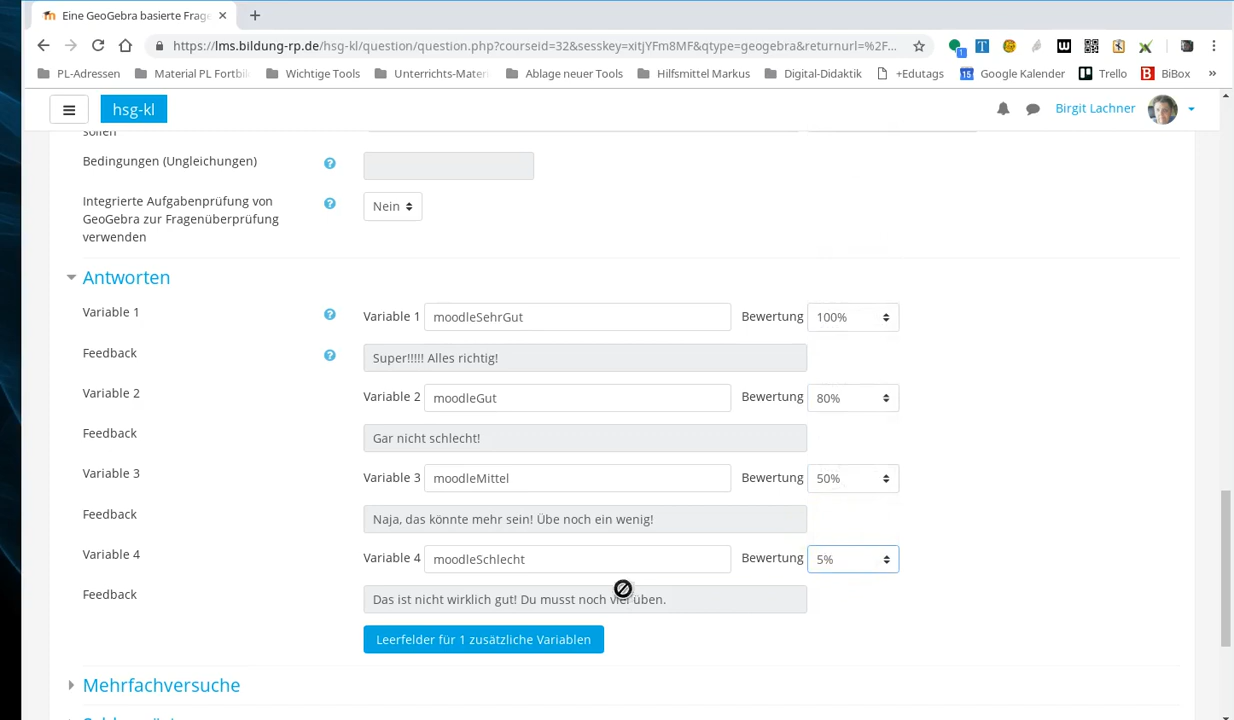 Eine GeoGebra basierte Frage
https://lms.bildung-rp.de/hsg-kl/question/question.php?courseid=32&sesskey=xitjYFm8MF&qtype=geogebra&returnurl=%2F...
PL-Adressen
Material PL Fortbil
Wichtige Tools
Unterrichts-Mater
Ablage neuer Tools
Hilfsmittel Markus
Digital-Didaktik
+Edutags
Google Kalender
Trello
BiBox
»
hsg-kl
Birgit Lachner
sollen
Bedingungen (Ungleichungen)
Integrierte Aufgabenprüfung von
GeoGebra zur Fragenüberprüfung
verwenden
Nein
Antworten
Variable 1
Variable 1 moodleSehrGut Bewertung 100%
Feedback
Super!!!!! Alles richtig!
Variable 2
Variable 2 moodleGut Bewertung 80%
Feedback
Gar nicht schlecht!
Variable 3
Variable 3 moodleMittel Bewertung 50%
Feedback
Naja, das könnte mehr sein! Übe noch ein wenig!
Variable 4
Variable 4 moodleSchlecht Bewertung 5%
Feedback
Das ist nicht wirklich gut! Du musst noch viel üben.
Leerfelder für 1 zusätzliche Variablen
Mehrfachversuche